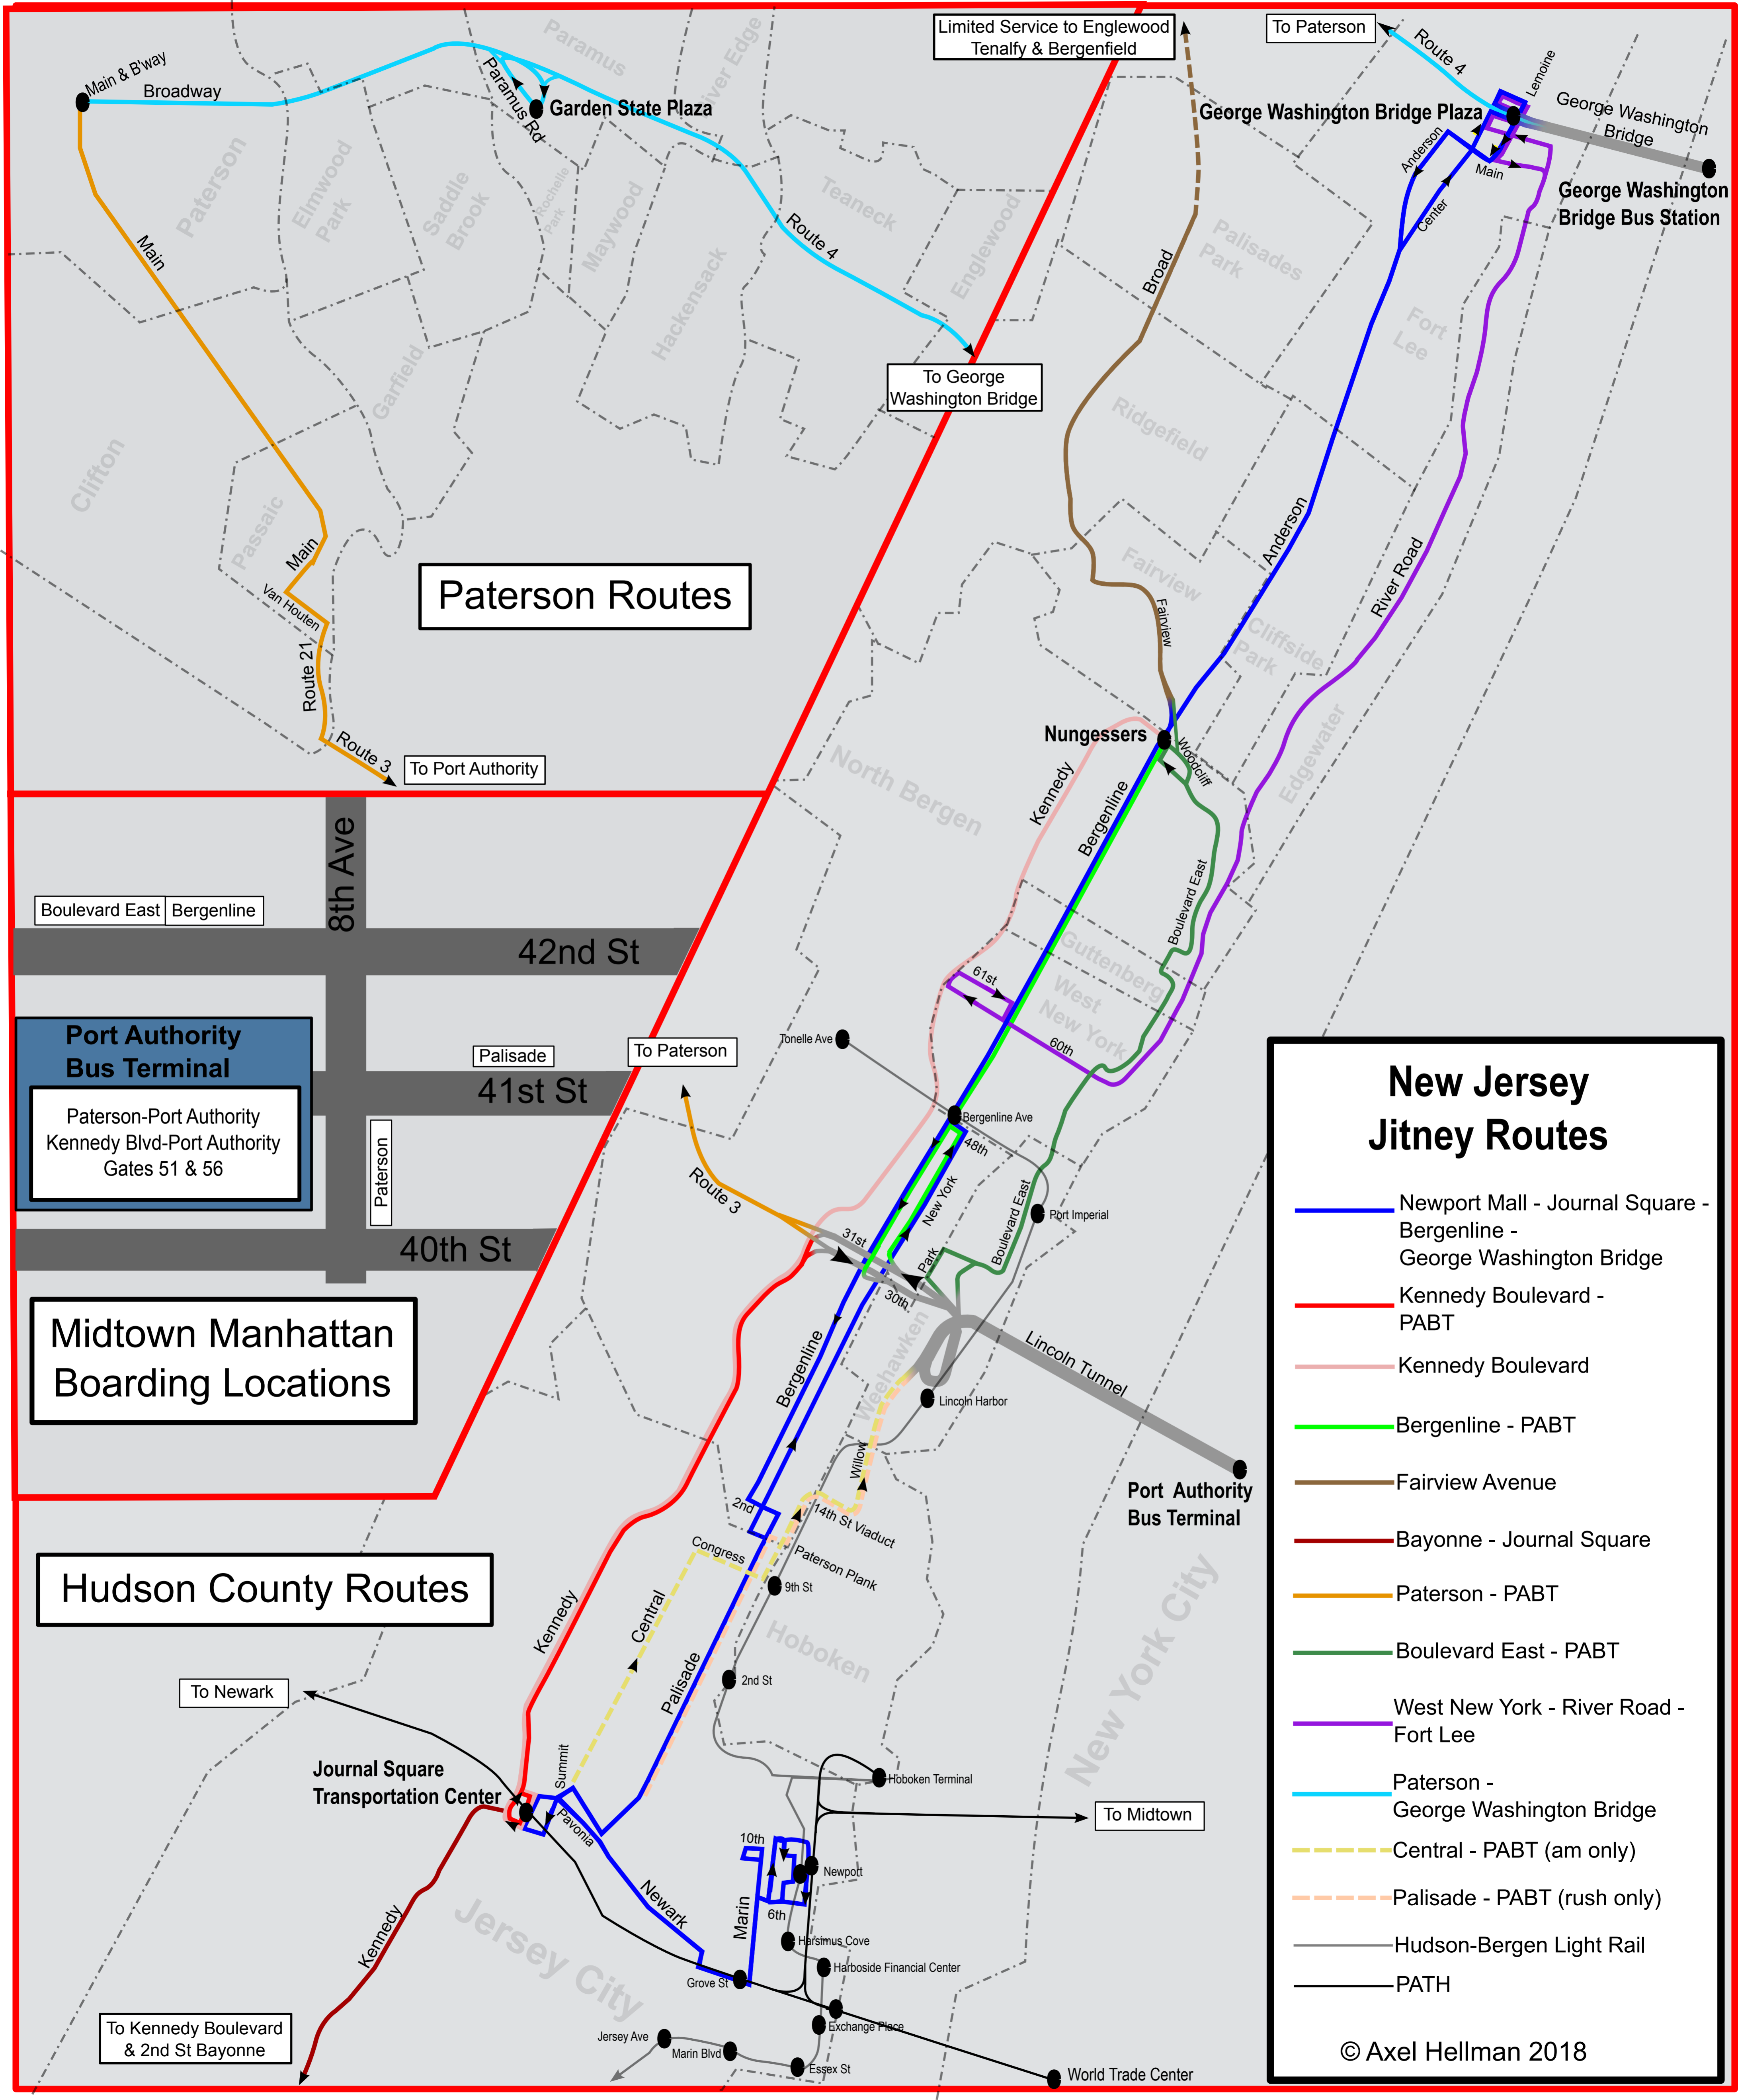 Limited Service to Englewood
Tenalfy & Bergenfield
To Paterson
Route 4
Lemoine
George Washington
Bridge
George Washington Bridge Plaza
George Washington
Bridge Bus Station
Anderson
Main
Center
Main & B'way
Broadway
Paramus Rd
Garden State Plaza
Paramus
River Edge
Paterson
Elmwood
Park
Saddle
Brook
Rochelle
Park
Maywood
Hackensack
Teaneck
Englewood
Route 4
Main
Garfield
Clifton
Passaic
Main
Van Houten
Route 21
Route 3
To Port Authority
To George
Washington Bridge
Paterson Routes
Broad
Palisades
Park
Fort
Lee
Ridgefield
Fairview
Fairview
Anderson
Cliffside
Park
River Road
Edgewater
Nungessers
Woodcliff
Kennedy
North Bergen
Bergenline
Boulevard East
Guttenberg
West
New York
61st
60th
8th Ave
Boulevard East
Bergenline
42nd St
Port Authority
Bus Terminal
Paterson-Port Authority
Kennedy Blvd-Port Authority
Gates 51 & 56
Palisade
41st St
Paterson
40th St
Midtown Manhattan
Boarding Locations
To Paterson
Route 3
Tonelle Ave
Bergenline Ave
48th
New York
Port Imperial
Boulevard East
Park
31st
30th
Weehawken
Lincoln Tunnel
Lincoln Harbor
Port Authority
Bus Terminal
Bergenline
Willow
2nd
14th St Viaduct
Paterson Plank
Congress
9th St
Hudson County Routes
Kennedy
Central
Palisade
Hoboken
2nd St
New York City
To Newark
Journal Square
Transportation Center
Summit
Pavonia
Hoboken Terminal
To Midtown
10th
Newport
6th
Marin
Newark
Harsimus Cove
Harboside Financial Center
Grove St
Exchange Place
Jersey City
Kennedy
To Kennedy Boulevard
& 2nd St Bayonne
Jersey Ave
Marin Blvd
Essex St
World Trade Center
New Jersey
Jitney Routes
Newport Mall - Journal Square -
Bergenline -
George Washington Bridge
Kennedy Boulevard -
PABT
Kennedy Boulevard
Bergenline - PABT
Fairview Avenue
Bayonne - Journal Square
Paterson - PABT
Boulevard East - PABT
West New York - River Road -
Fort Lee
Paterson -
George Washington Bridge
Central - PABT (am only)
Palisade - PABT (rush only)
Hudson-Bergen Light Rail
PATH
© Axel Hellman 2018